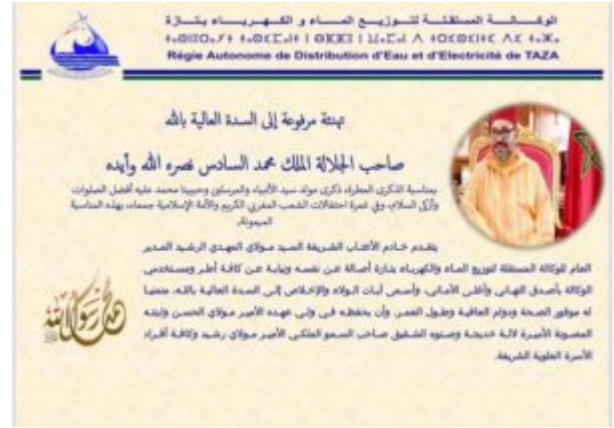 الوكالة المستقلة لتوزيع الماء و الكهرباء بتازة
Régie Autonome de Distribution d'Eau et d'Electricité de TAZA
تهنئة مرفوعة إلى السدة العالية بالله
صاحب الجلالة الملك محمد السادس نصره الله وأيده
بمناسبة الذكرى العطرة، ذكرى مولد سيد الأنبياء والمرسلين وحبيبنا محمد عليه أفضل الصلوات
وأزكى السلام، وفي غمرة احتفالات الشعب المغربي الكريم والأمة الإسلامية جمعاء، بهذه المناسبة
الميمونة،
يتقدم خادم الأعتاب الشريفة السيد مولاي المهدي الرشيد المدير
العام للوكالة المستقلة لتوزيع الماء والكهرباء بتازة أصالة عن نفسه ونيابة عن كافة أطر ومستخدمي
الوكالة بأصدق التهاني وأغلى الأماني، وأسمى آيات الولاء والإخلاص إلى السدة العالية بالله، متمنيا
له موفور الصحة ودوام العافية وطول العمر، وأن يحفظه في ولي عهده الأمير مولاي الحسن وابنته
المصونة الأميرة لالة خديجة وصنوه الشقيق صاحب السمو الملكي الأمير مولاي رشيد وكافة أفراد
الأسرة العلوية الشريفة.
محمد رسول الله